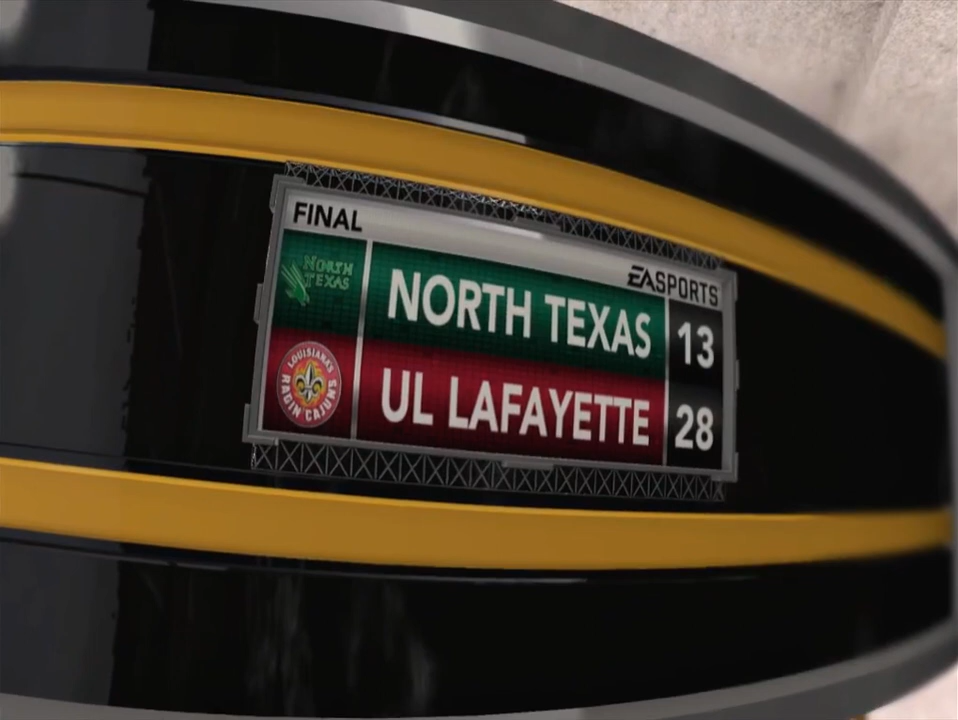 FINAL
EA SPORTS
NORTH TEXAS
NORTH TEXAS
13
LOUISIANA'S
RAGIN' CAJUNS
UL LAFAYETTE
28